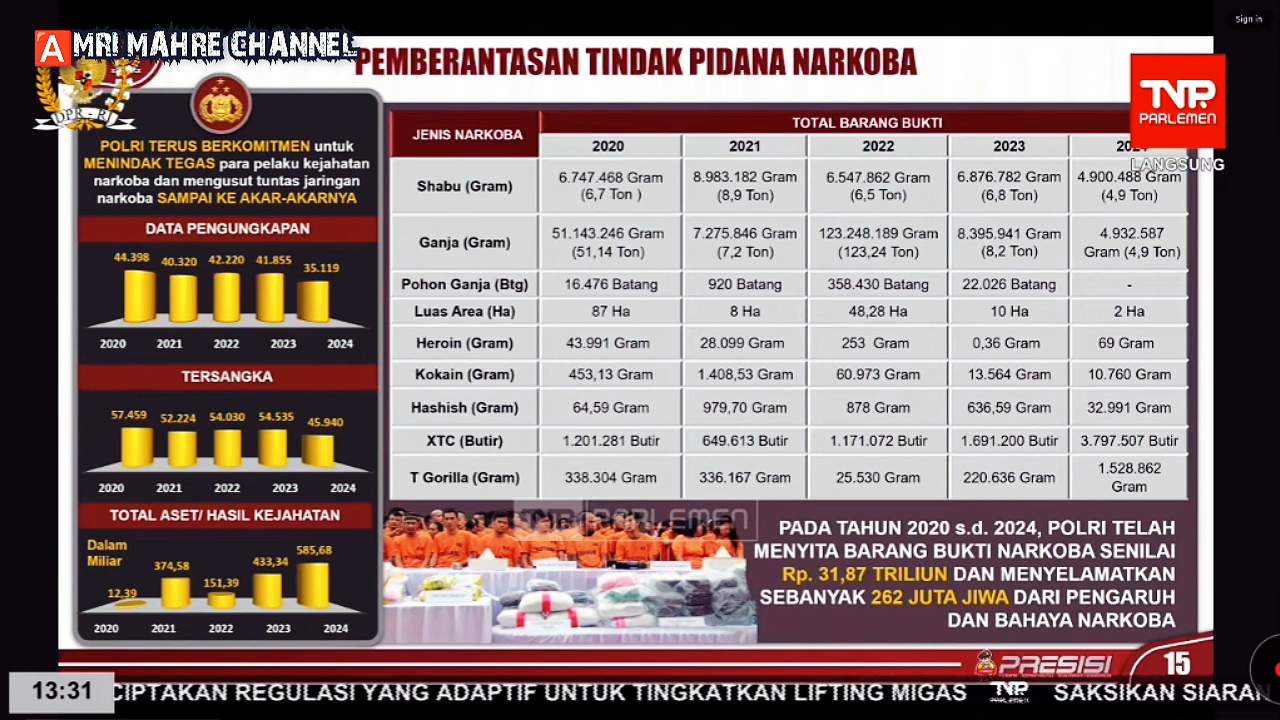 Sign in
A MRI MAHRE CHANNEL
DPR - RI
PEMBERANTASAN TINDAK PIDANA NARKOBA
TVP
PARLEMEN
LANGSUNG
POLRI TERUS BERKOMITMEN untuk
MENINDAK TEGAS para pelaku kejahatan
narkoba dan mengusut tuntas jaringan
narkoba SAMPAI KE AKAR-AKARNYA
DATA PENGUNGKAPAN
44.398 40.320 42.220 41.855 35.119
2020 2021 2022 2023 2024
TERSANGKA
57.459 52.224 54.030 54.535 45.940
2020 2021 2022 2023 2024
TOTAL ASET/ HASIL KEJAHATAN
Dalam
Miliar
12,39 374,58 151,39 433,34 585,68
2020 2021 2022 2023 2024
JENIS NARKOBA TOTAL BARANG BUKTI
2020 2021 2022 2023
Shabu (Gram) 6.747.468 Gram (6,7 Ton ) 8.983.182 Gram (8,9 Ton) 6.547.862 Gram (6,5 Ton) 6.876.782 Gram (6,8 Ton) 4.900.488 Gram (4,9 Ton)
Ganja (Gram) 51.143.246 Gram (51,14 Ton) 7.275.846 Gram (7,2 Ton) 123.248.189 Gram (123,24 Ton) 8.395.941 Gram (8,2 Ton) 4.932.587 Gram (4,9 Ton)
Pohon Ganja (Btg) 16.476 Batang 920 Batang 358.430 Batang 22.026 Batang -
Luas Area (Ha) 87 Ha 8 Ha 48,28 Ha 10 Ha 2 Ha
Heroin (Gram) 43.991 Gram 28.099 Gram 253 Gram 0,36 Gram 69 Gram
Kokain (Gram) 453,13 Gram 1.408,53 Gram 60.973 Gram 13.564 Gram 10.760 Gram
Hashish (Gram) 64,59 Gram 979,70 Gram 878 Gram 636,59 Gram 32.991 Gram
XTC (Butir) 1.201.281 Butir 649.613 Butir 1.171.072 Butir 1.691.200 Butir 3.797.507 Butir
T Gorilla (Gram) 338.304 Gram 336.167 Gram 25.530 Gram 220.636 Gram 1.528.862 Gram
TVR PARLEMEN
PADA TAHUN 2020 s.d. 2024, POLRI TELAH
MENYITA BARANG BUKTI NARKOBA SENILAI
Rp. 31,87 TRILIUN DAN MENYELAMATKAN
SEBANYAK 262 JUTA JIWA DARI PENGARUH
DAN BAHAYA NARKOBA
PRESISI
15
13:31
CIPTAKAN REGULASI YANG ADAPTIF UNTUK TINGKATKAN LIFTING MIGAS TVP PARLEMEN SAKSIKAN SIARAN